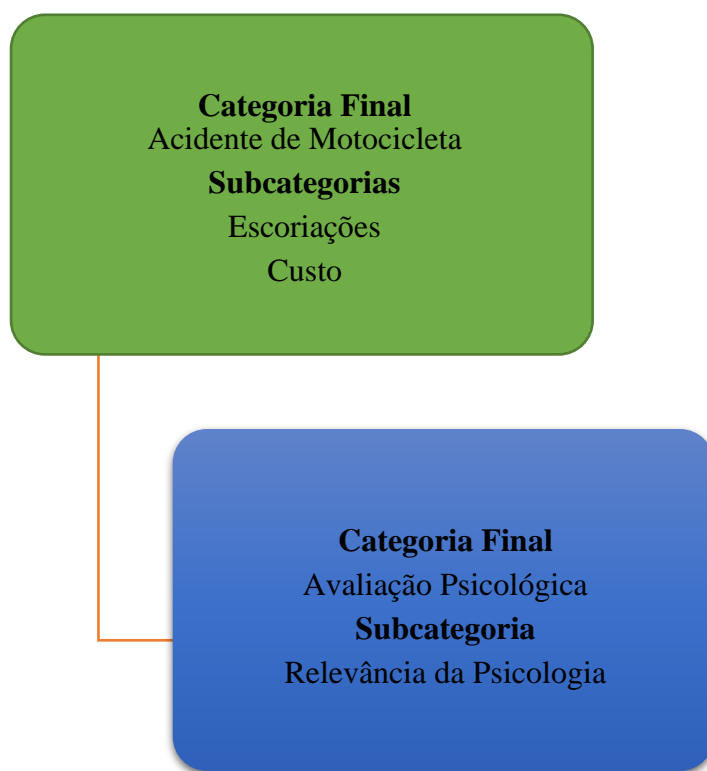 Categoria Final
Acidente de Motocicleta
Subcategorias
Escoriações
Custo
Categoria Final
Avaliação Psicológica
Subcategoria
Relevância da Psicologia